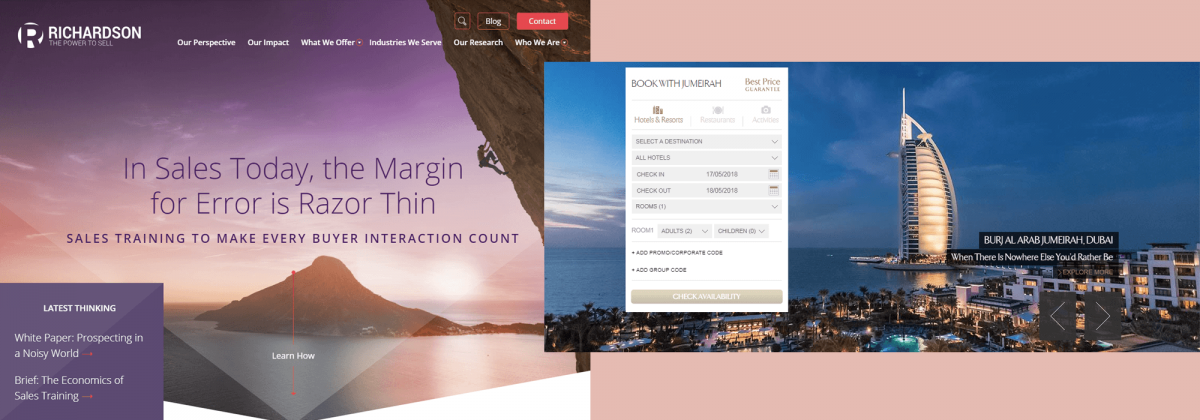 RICHARDSON
THE POWER TO SELL
Blog
Contact
Our Perspective
Our Impact
What We Offer
Industries We Serve
Our Research
Who We Are
In Sales Today, the Margin
for Error is Razor Thin
SALES TRAINING TO MAKE EVERY BUYER INTERACTION COUNT
LATEST THINKING
White Paper: Prospecting in
a Noisy World →
Brief: The Economics of
Sales Training →
Learn How
BOOK WITH JUMEIRAH
Best Price
GUARANTEE
Hotels & Resorts
Restaurants
Activities
SELECT A DESTINATION
ALL HOTELS
CHECK IN 17/05/2018
CHECK OUT 18/05/2018
ROOMS (1)
ROOM1 ADULTS (2) CHILDREN (0)
+ ADD PROMO/CORPORATE CODE
+ ADD GROUP CODE
CHECK AVAILABILITY
BURJ AL ARAB JUMEIRAH, DUBAI
When There Is Nowhere Else You'd Rather Be
EXPLORE MORE